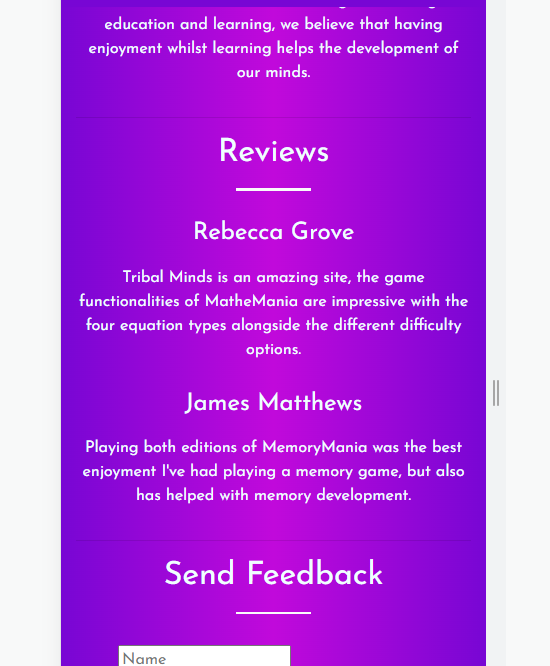 education and learning, we believe that having
enjoyment whilst learning helps the development of
our minds.
Reviews
Rebecca Grove
Tribal Minds is an amazing site, the game
functionalities of MatheMania are impressive with the
four equation types alongside the different difficulty
options.
James Matthews
Playing both editions of MemoryMania was the best
enjoyment I've had playing a memory game, but also
has helped with memory development.
Send Feedback
Name